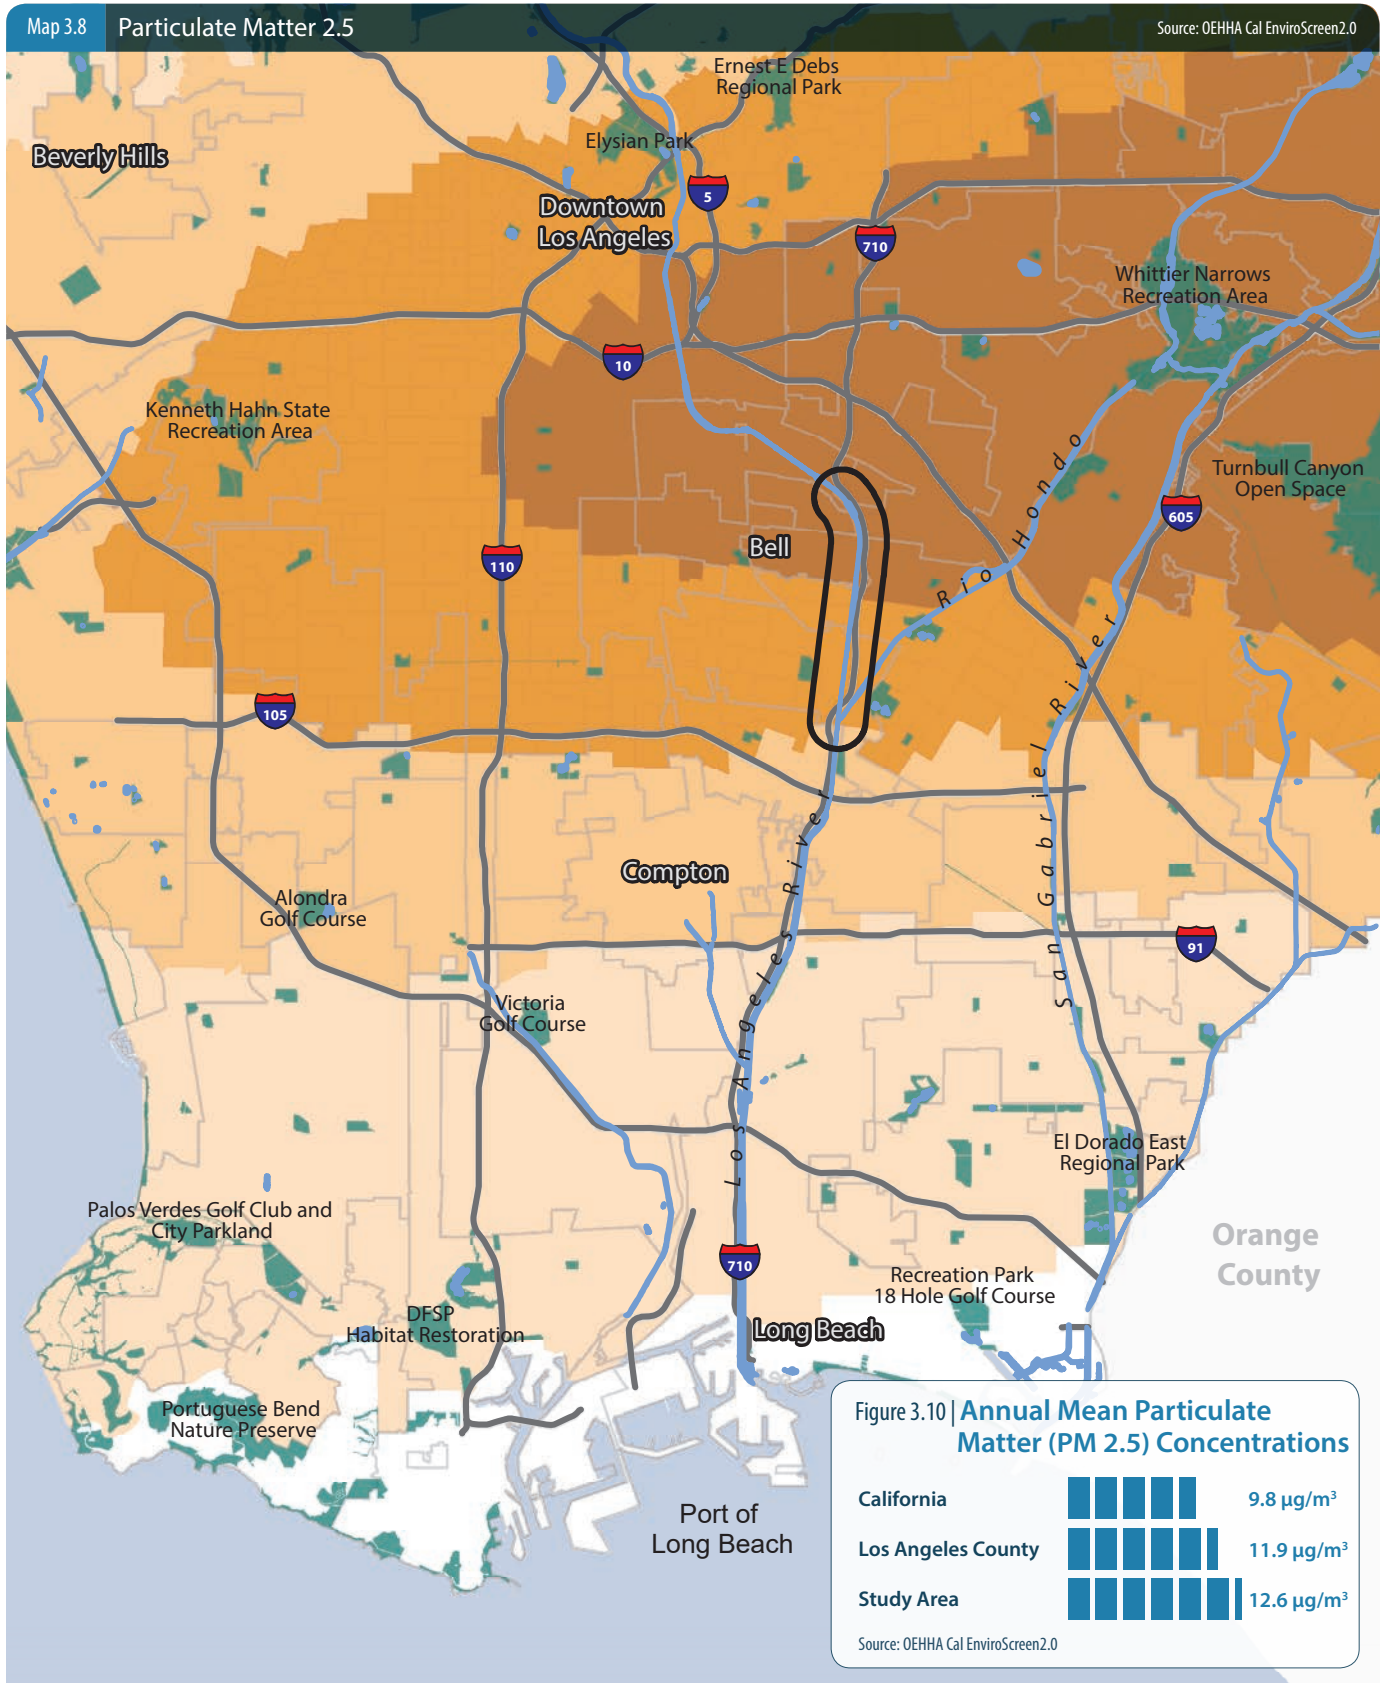 Map 3.8 Particulate Matter 2.5 Source: OEHHA Cal EnviroScreen2.0
Ernest E Debs
Regional Park
Elysian Park
Beverly Hills
5
Downtown
Los Angeles
710
Whittier Narrows
Recreation Area
10
Kenneth Hahn State
Recreation Area
Rio Hondo
Turnbull Canyon
Open Space
605
Bell
110
105
San Gabriel River
Los Angeles River
Compton
Alondra
Golf Course
91
Victoria
Golf Course
El Dorado East
Regional Park
Palos Verdes Golf Club and
City Parkland
Orange
County
710
Recreation Park
18 Hole Golf Course
DFSP
Habitat Restoration
Long Beach
Portuguese Bend
Nature Preserve
Port of
Long Beach
Figure 3.10 | Annual Mean Particulate
Matter (PM 2.5) Concentrations
California 9.8 µg/m³
Los Angeles County 11.9 µg/m³
Study Area 12.6 µg/m³
Source: OEHHA Cal EnviroScreen2.0